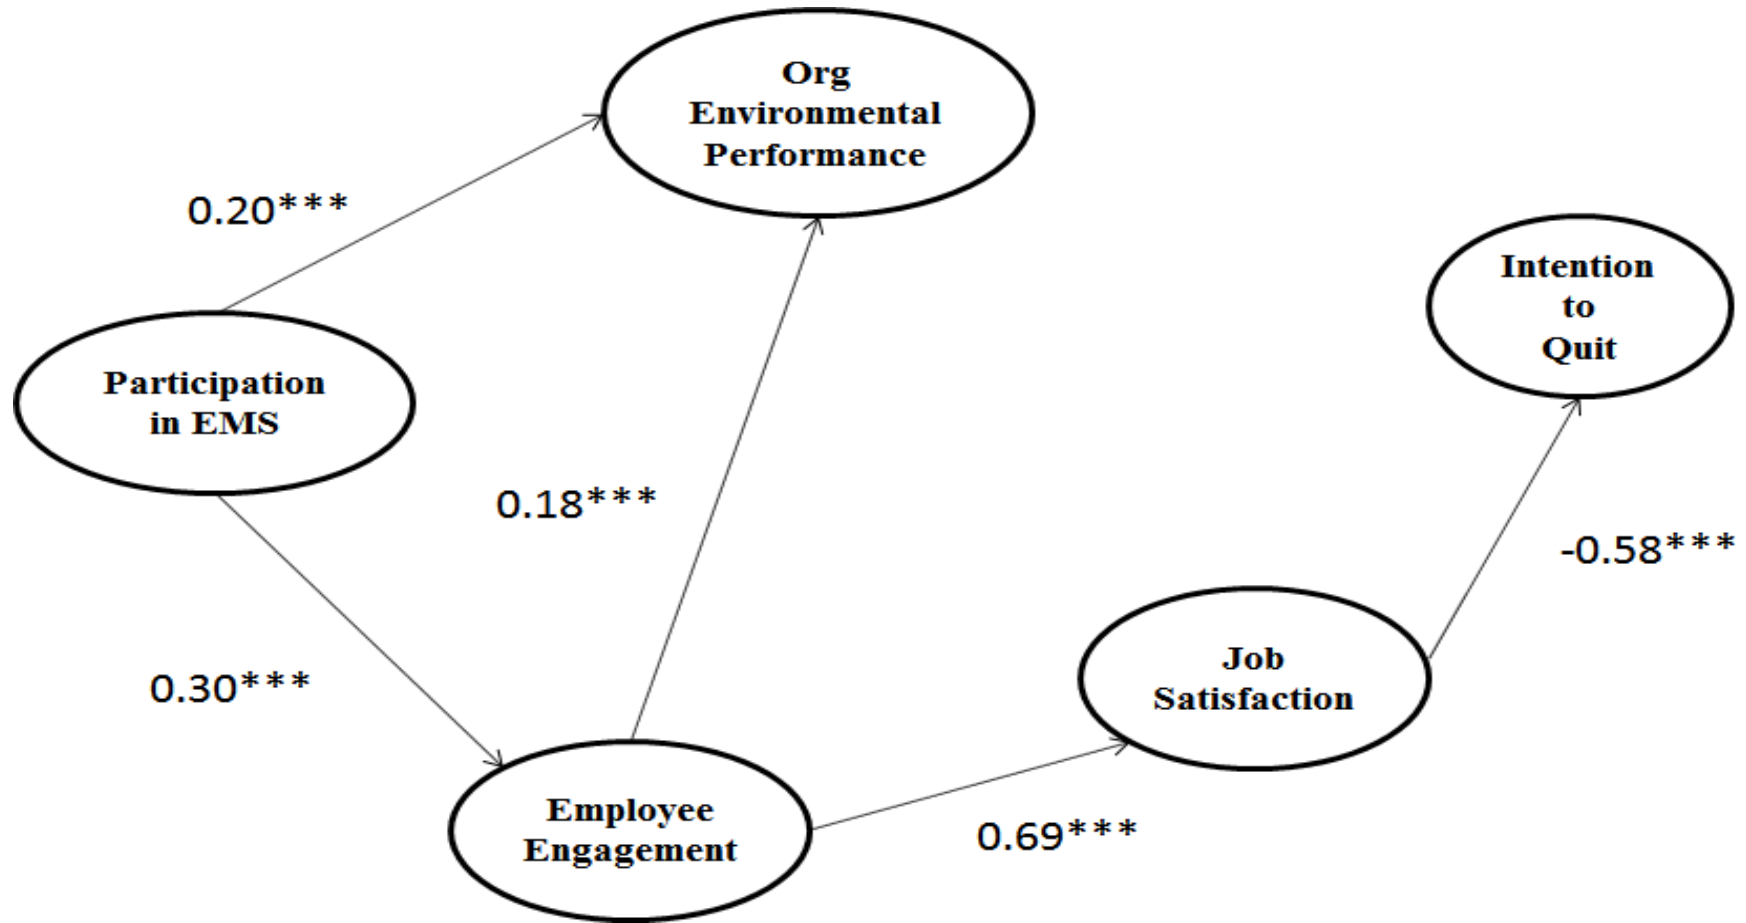 Org
Environmental
Performance
0.20***
Intention
to
Quit
Participation
in EMS
0.18***
-0.58***
0.30***
Job
Satisfaction
Employee
Engagement
0.69***